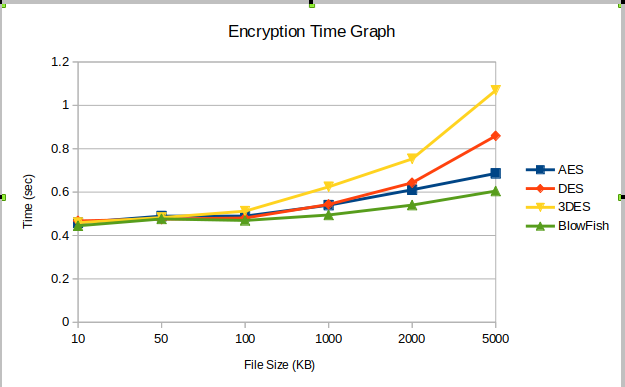 Encryption Time Graph
1.2
1
0.8
0.6
0.4
0.2
0
Time (sec)
10 50 100 1000 2000 5000
File Size (KB)
AES
DES
3DES
BlowFish